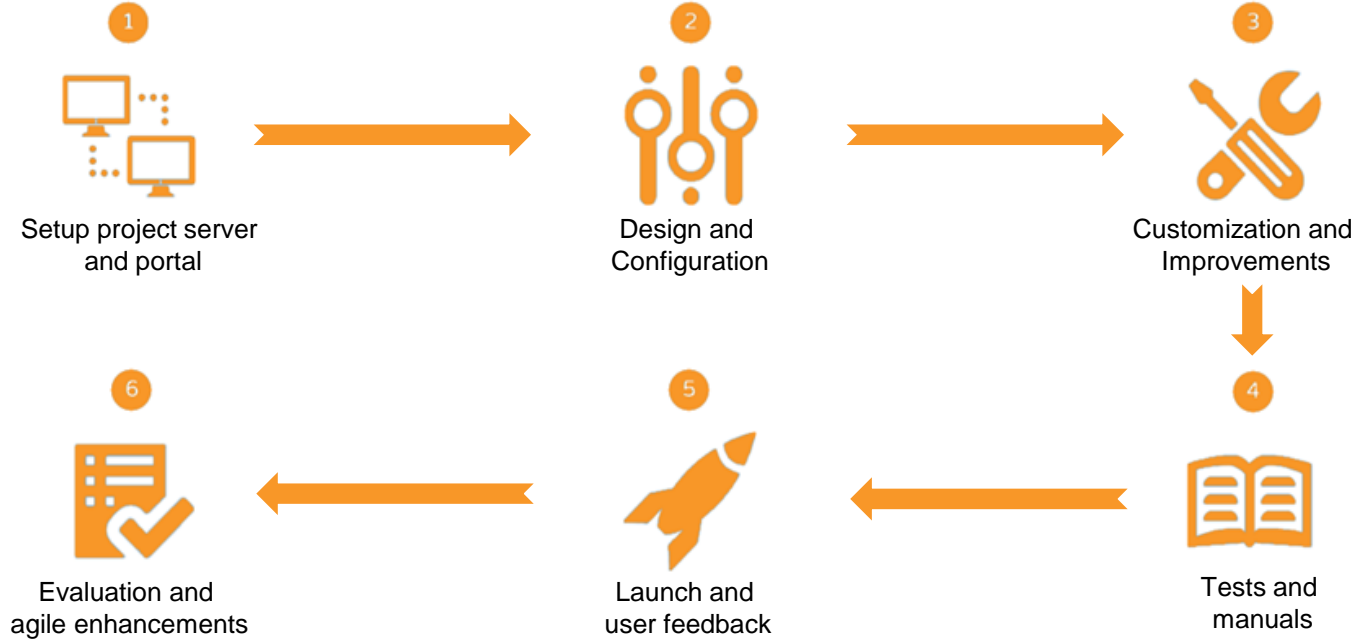 1
2
3
Setup project server
and portal
Design and
Configuration
Customization and
Improvements
4
5
6
Tests and
manuals
Launch and
user feedback
Evaluation and
agile enhancements